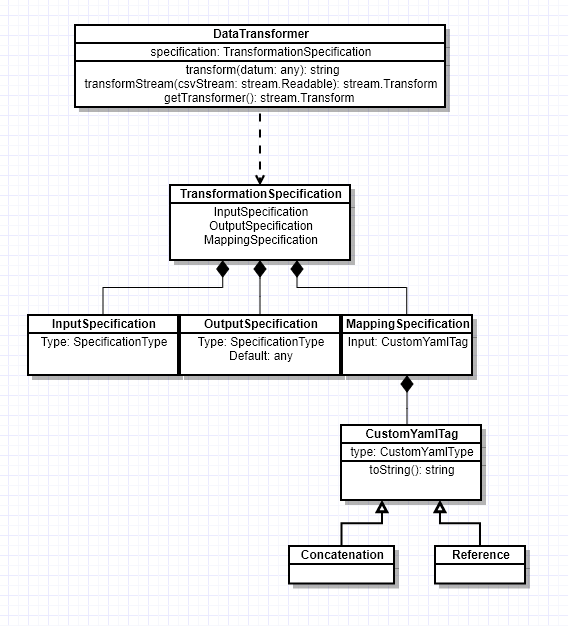 DataTransformer
specification: TransformationSpecification
transform(datum: any): string
transformStream(csvStream: stream.Readable): stream.Transform
getTransformer(): stream.Transform
TransformationSpecification
InputSpecification
OutputSpecification
MappingSpecification
InputSpecification
Type: SpecificationType
OutputSpecification
Type: SpecificationType
Default: any
MappingSpecification
Input: CustomYamlTag
CustomYamlTag
type: CustomYamlType
toString(): string
Concatenation
Reference